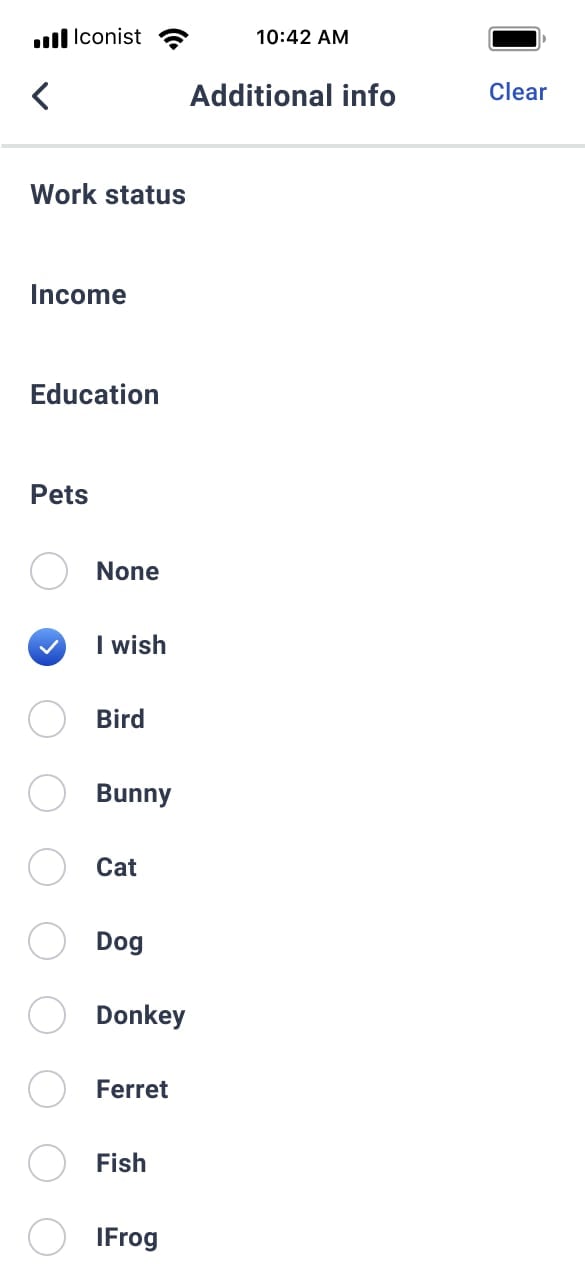 Iconist 10:42 AM
Additional info Clear
Work status
Income
Education
Pets
None
I wish
Bird
Bunny
Cat
Dog
Donkey
Ferret
Fish
IFrog